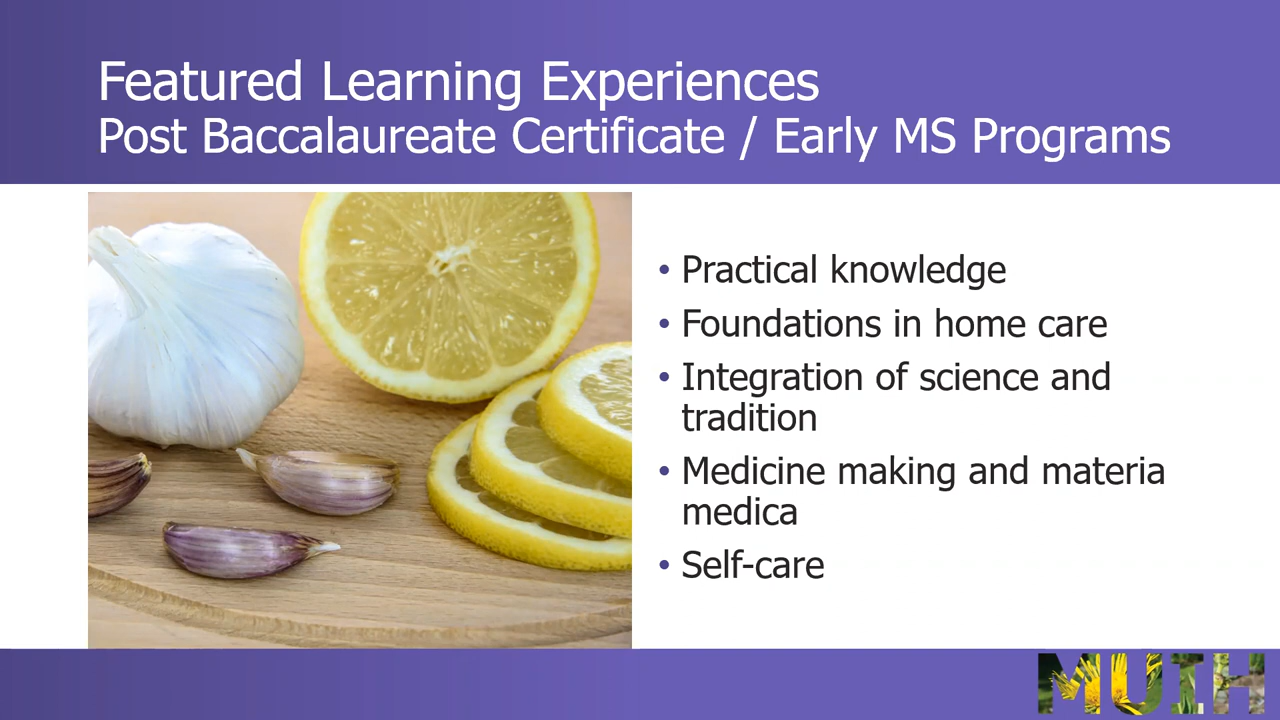 Featured Learning Experiences
Post Baccalaureate Certificate / Early MS Programs
• Practical knowledge
• Foundations in home care
• Integration of science and
tradition
• Medicine making and materia
medica
• Self-care
MUIH